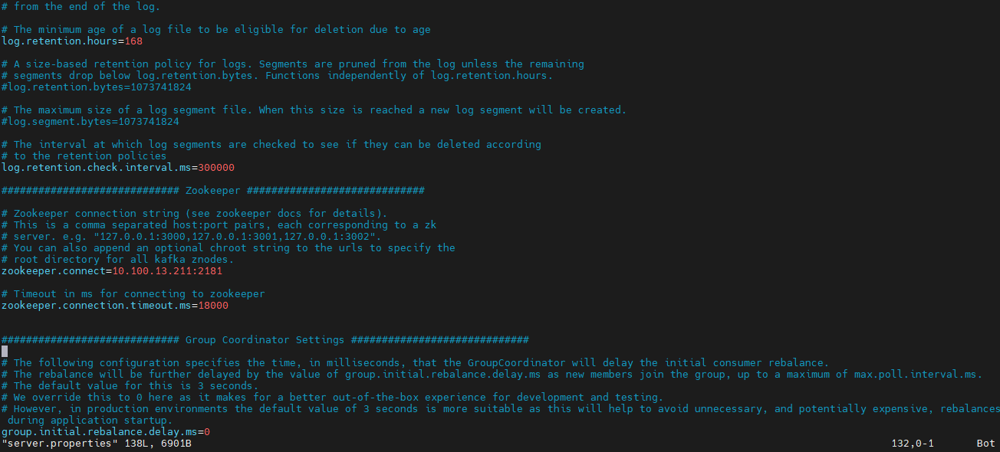 # from the end of the log.
# The minimum age of a log file to be eligible for deletion due to age
log.retention.hours=168
# A size-based retention policy for logs. Segments are pruned from the log unless the remaining
# segments drop below log.retention.bytes. Functions independently of log.retention.hours.
#log.retention.bytes=1073741824
# The maximum size of a log segment file. When this size is reached a new log segment will be created.
#log.segment.bytes=1073741824
# The interval at which log segments are checked to see if they can be deleted according
# to the retention policies
log.retention.check.interval.ms=300000
############################# Zookeeper #############################
# Zookeeper connection string (see zookeeper docs for details).
# This is a comma separated host:port pairs, each corresponding to a zk
# server. e.g. "127.0.0.1:3000,127.0.0.1:3001,127.0.0.1:3002".
# You can also append an optional chroot string to the urls to specify the
# root directory for all kafka znodes.
zookeeper.connect=10.100.13.211:2181
# Timeout in ms for connecting to zookeeper
zookeeper.connection.timeout.ms=18000
############################# Group Coordinator Settings #############################
# The following configuration specifies the time, in milliseconds, that the GroupCoordinator will delay the initial consumer rebalance.
# The rebalance will be further delayed by the value of group.initial.rebalance.delay.ms as new members join the group, up to a maximum of max.poll.interval.ms.
# The default value for this is 3 seconds.
# We override this to 0 here as it makes for a better out-of-the-box experience for development and testing.
# However, in production environments the default value of 3 seconds is more suitable as this will help to avoid unnecessary, and potentially expensive, rebalances
during application startup.
group.initial.rebalance.delay.ms=0
"server.properties" 138L, 6901B 132,0-1 Bot